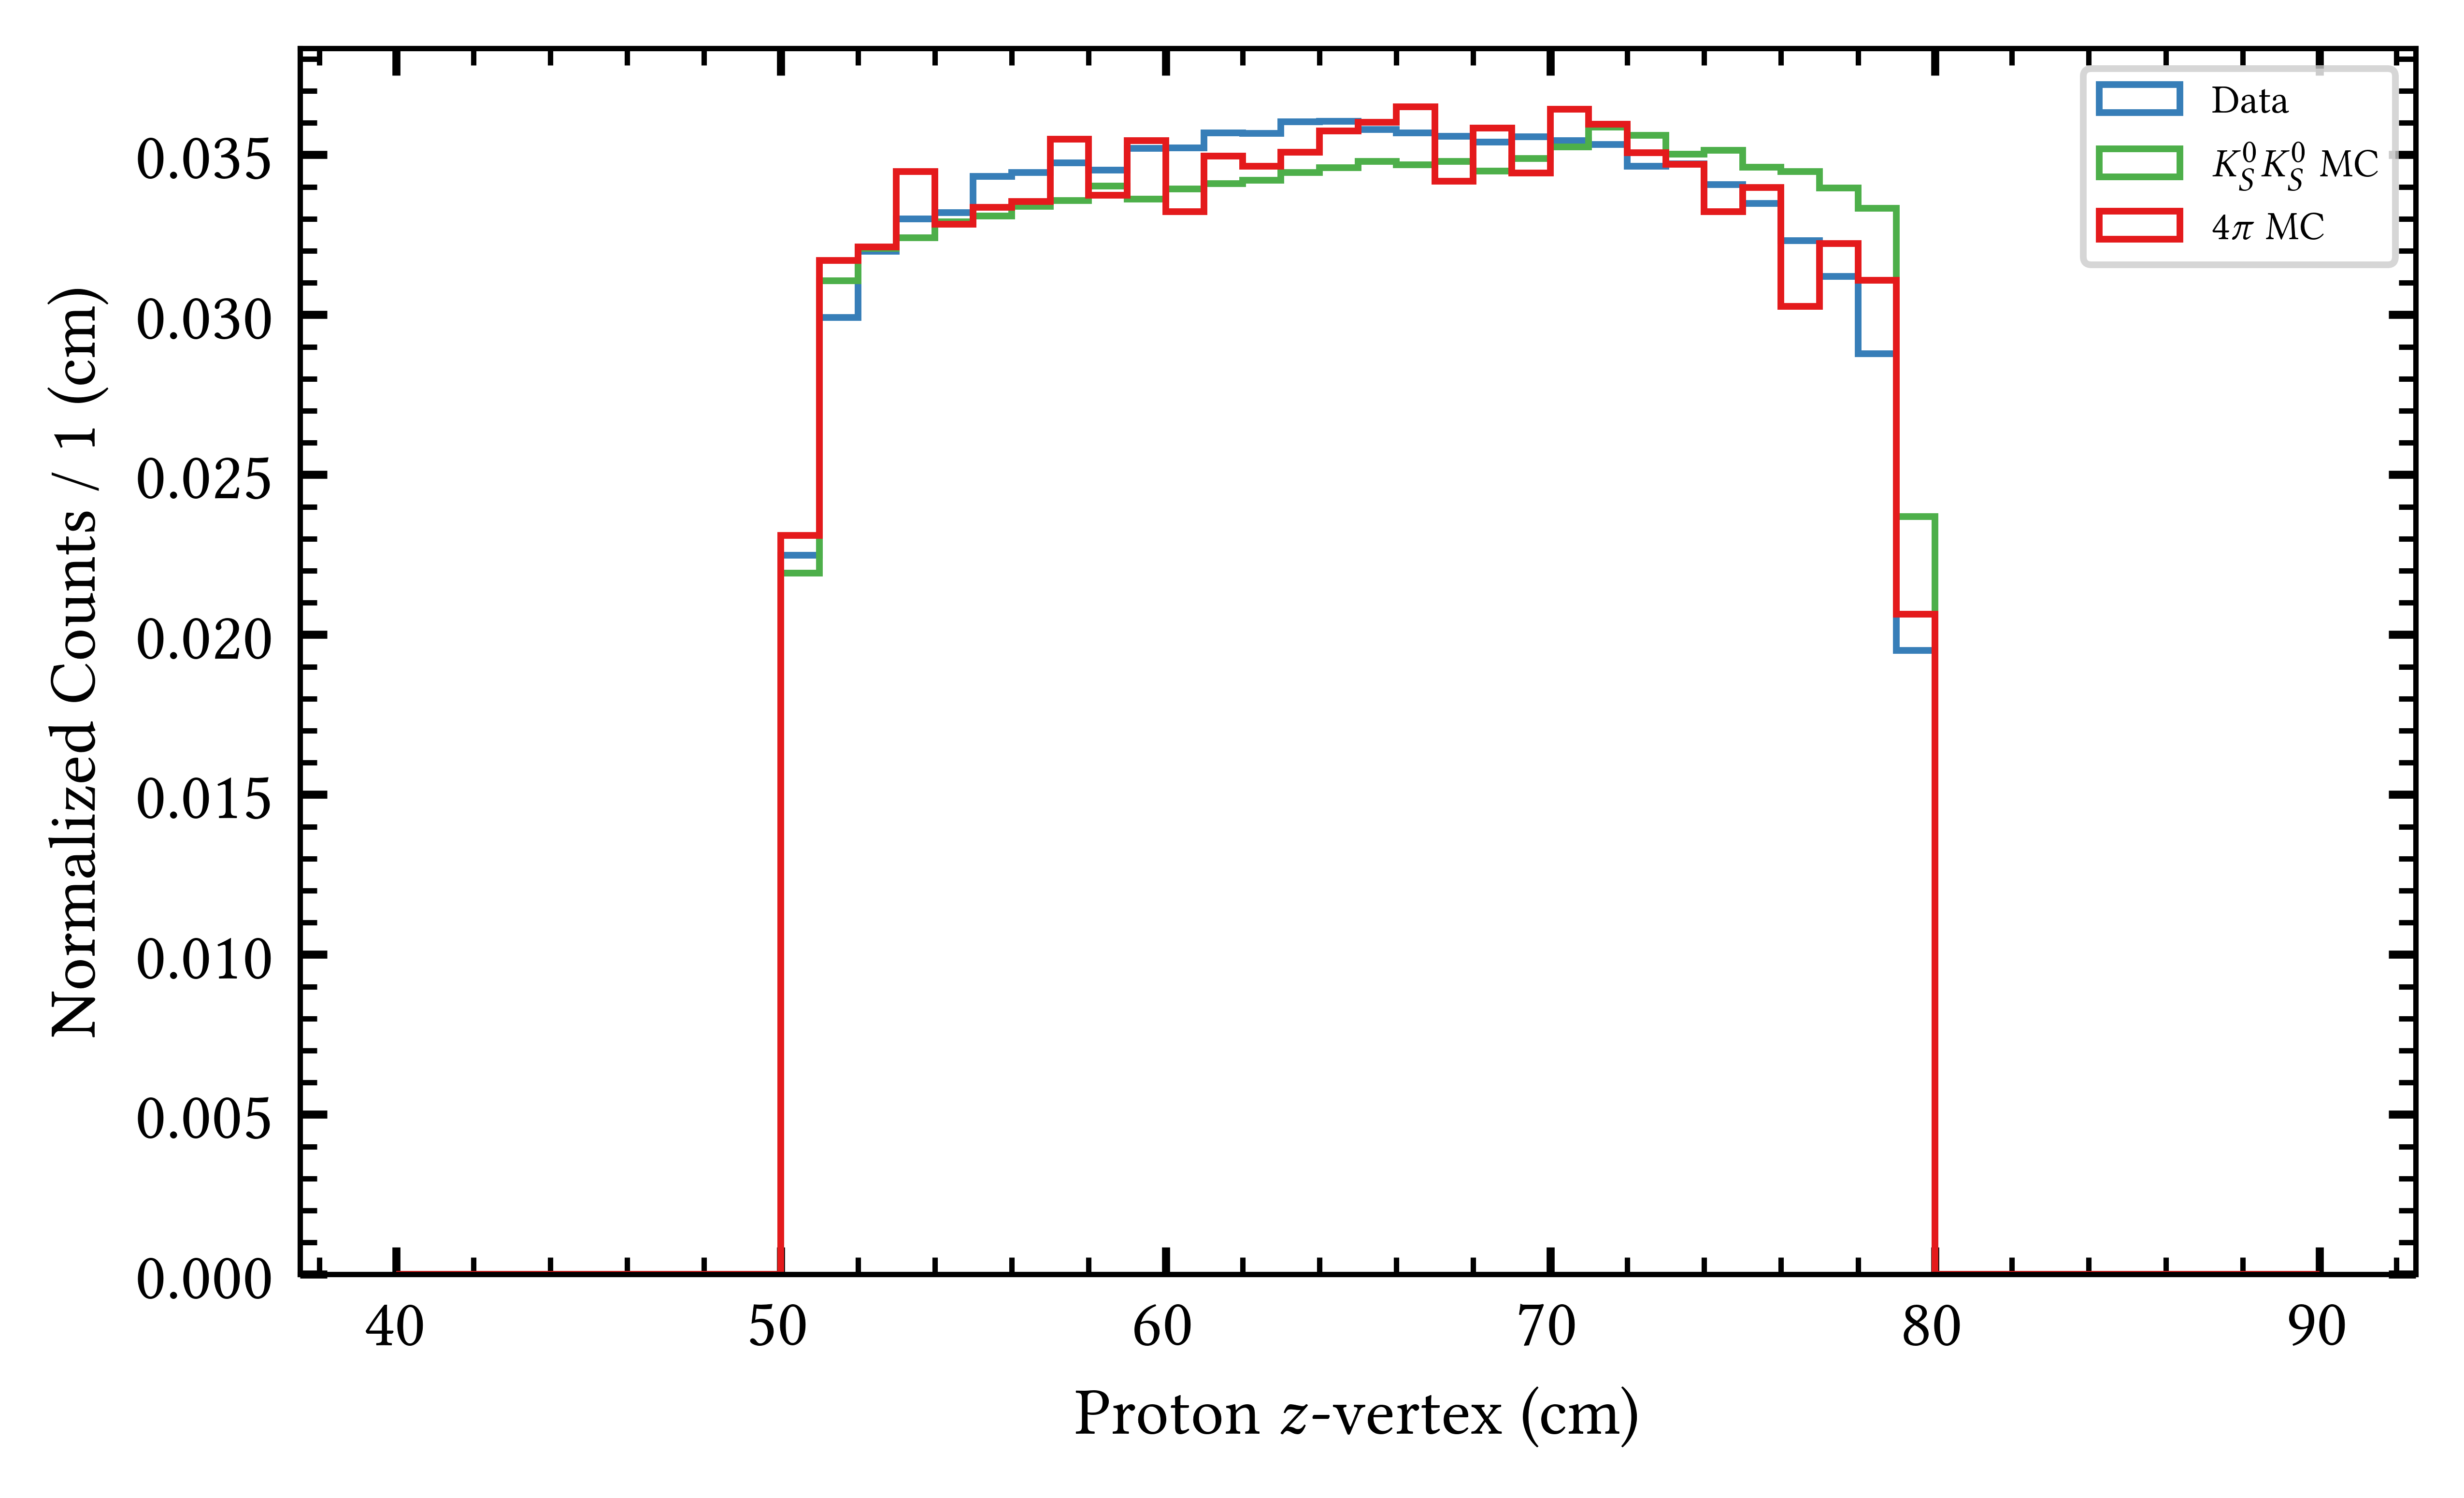 Data
K_S^0 K_S^0 MC
4π MC
Normalized Counts / 1 (cm)
0.035
0.030
0.025
0.020
0.015
0.010
0.005
0.000
40 50 60 70 80 90
Proton z-vertex (cm)